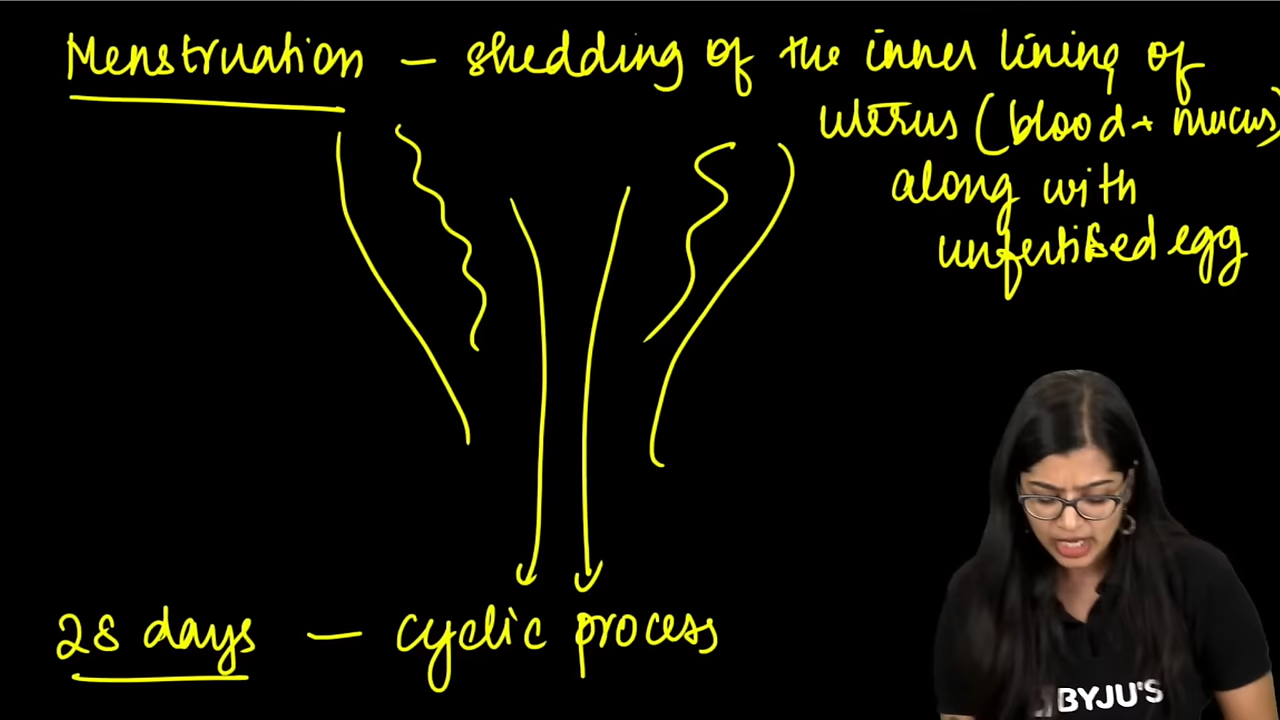 Menstruation - shedding of the inner lining of
uterus (blood + mucus)
along with
unfertilised egg
28 days - cyclic process
BYJU'S